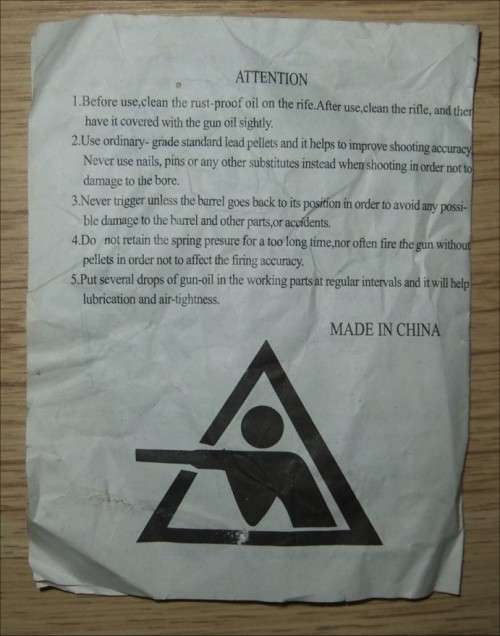 ATTENTION
1.Before use,clean the rust-proof oil on the rife.After use,clean the rifle, and then
have it covered with the gun oil sightly.
2.Use ordinary- grade standard lead pellets and it helps to improve shooting accuracy,
Never use nails, pins or any other substitutes instead when shooting in order not to
damage to the bore.
3.Never trigger unless the barrel goes back to its position in order to avoid any possi-
ble damage to the barrel and other parts,or accidents.
4.Do not retain the spring presure for a too long time,nor often fire the gun without
pellets in order not to affect the firing accuracy.
5.Put several drops of gun-oil in the working parts at regular intervals and it will help
lubrication and air-tightness.
MADE IN CHINA